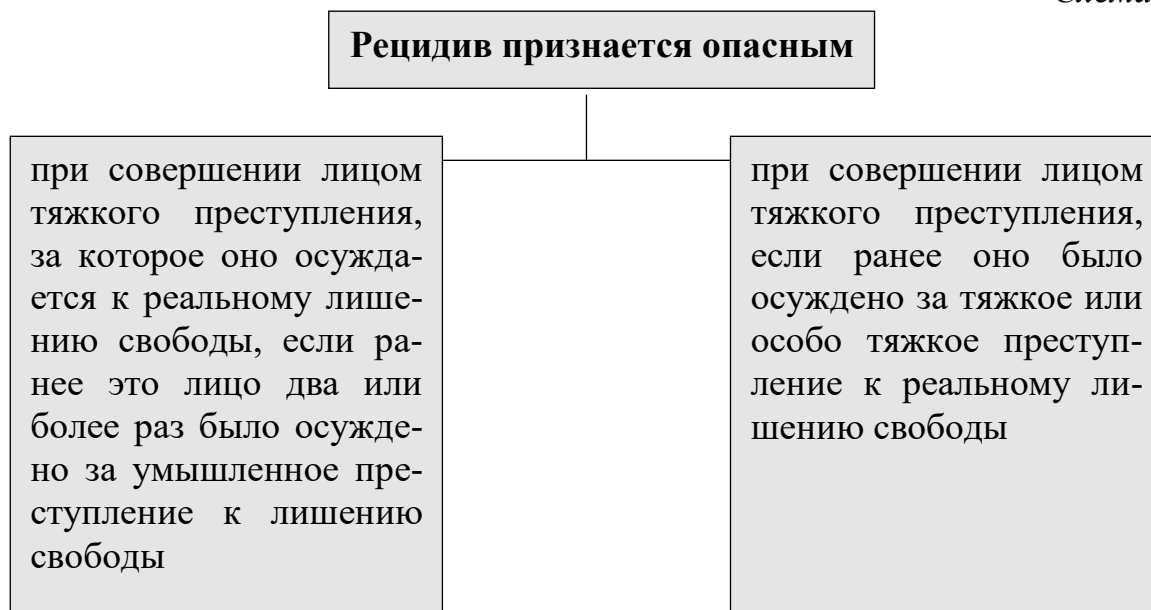 Рецидив признается опасным
при совершении лицом
тяжкого преступления,
за которое оно осужда-
ется к реальному лише-
нию свободы, если ра-
нее это лицо два или
более раз было осужде-
но за умышленное пре-
ступление к лишению
свободы
при совершении лицом
тяжкого преступления,
если ранее оно было
осуждено за тяжкое или
особо тяжкое преступ-
ление к реальному ли-
шению свободы